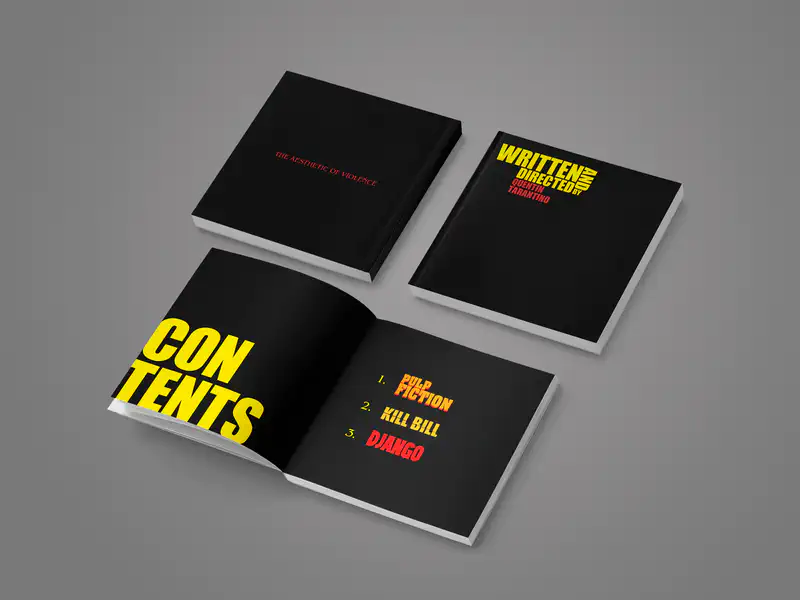 THE AESTHETIC OF VIOLENCE
WRITTEN AND
DIRECTED BY
QUENTIN
TARANTINO
CON
TENTS
1. PULP
FICTION
2. KILL BILL
3. DJANGO